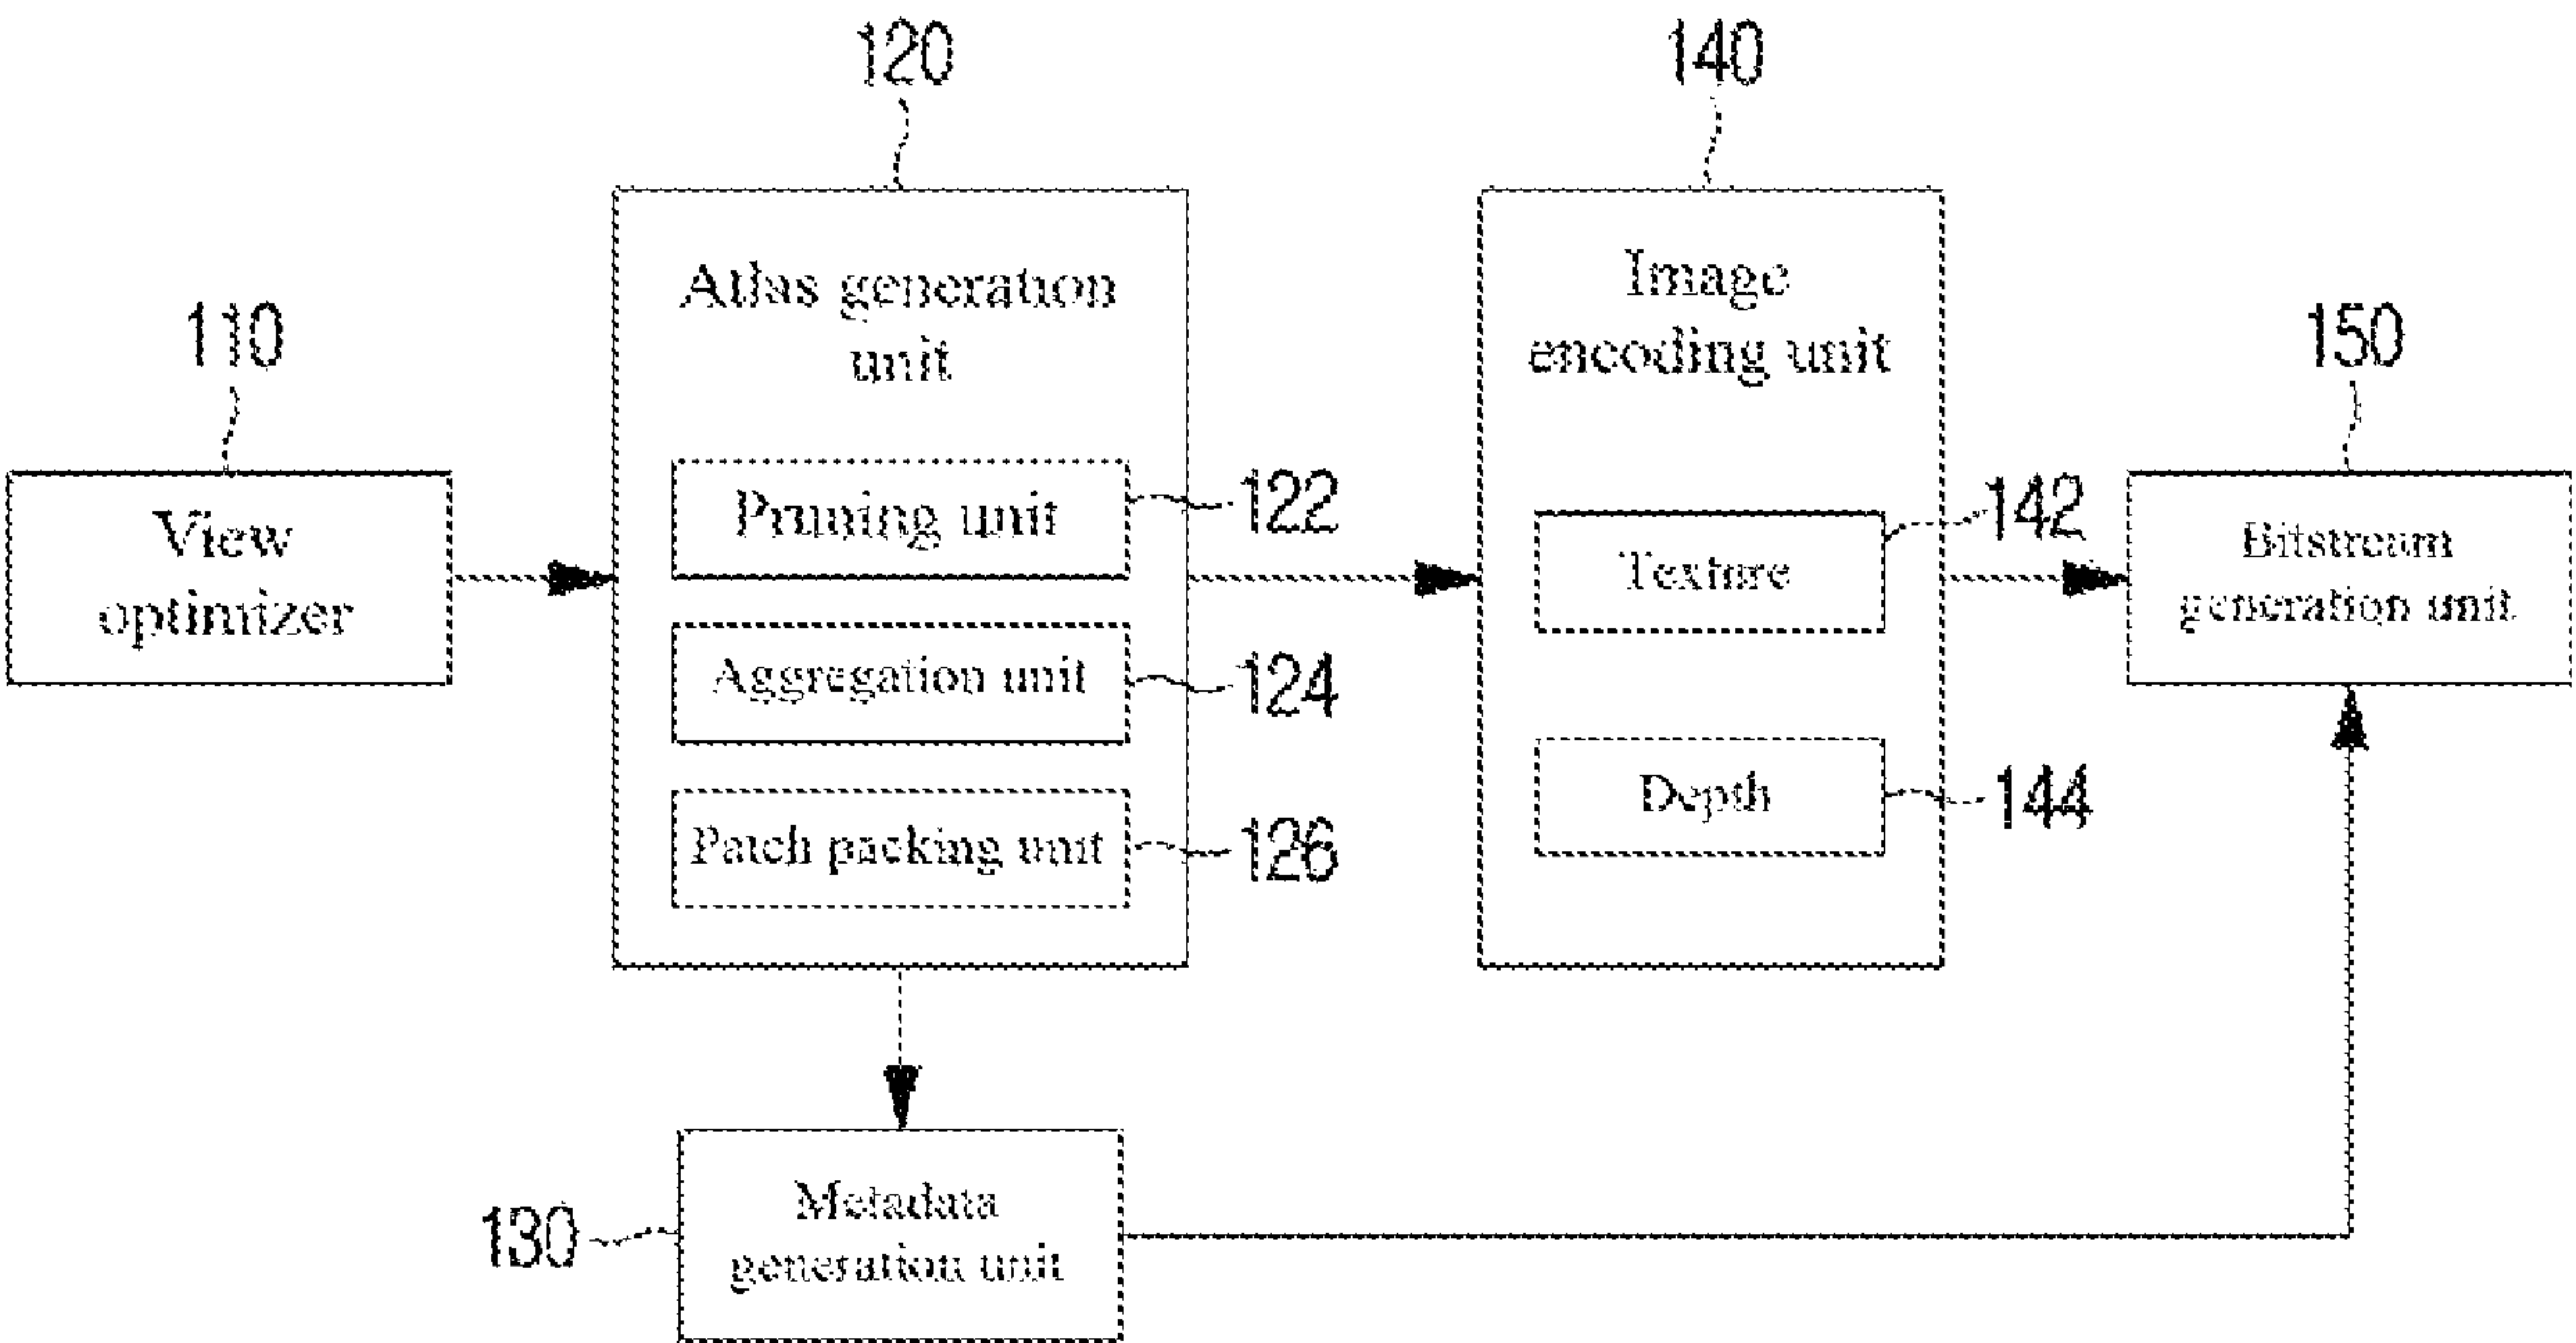 120
140
Atlas generation
unit
Image
encoding unit
110
150
View
optimizer
Pruning unit
122
Texture
142
Bitstream
generation unit
Aggregation unit
124
Depth
144
Patch packing unit
126
130
Metadata
generation unit